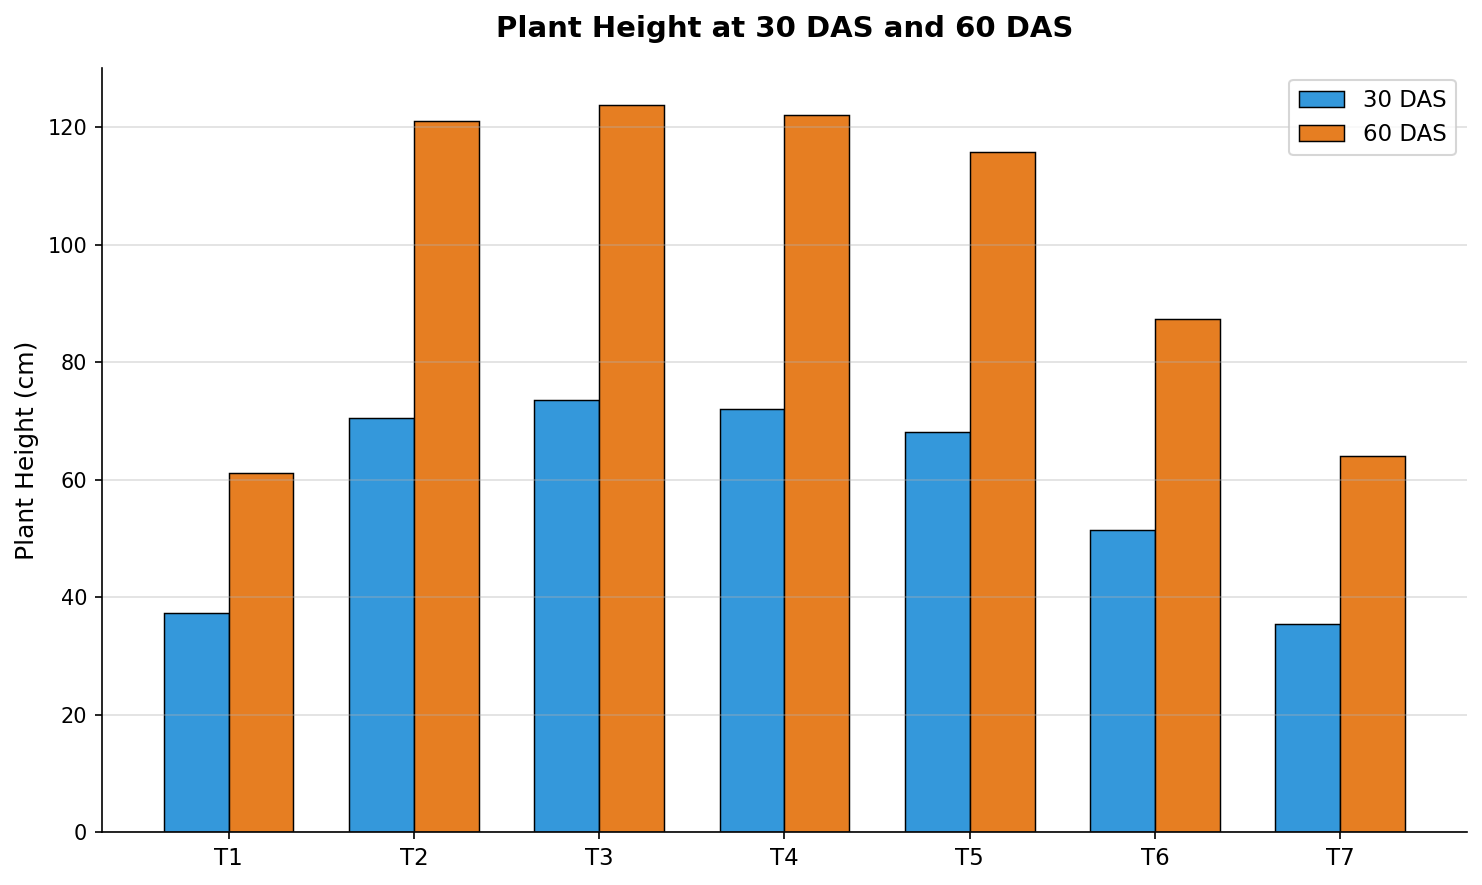 Plant Height at 30 DAS and 60 DAS
30 DAS
60 DAS
Plant Height (cm)
120
100
80
60
40
20
0
T1 T2 T3 T4 T5 T6 T7